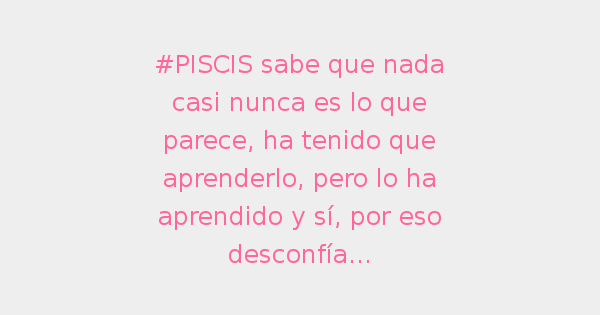 #PISCIS sabe que nada
casi nunca es lo que
parece, ha tenido que
aprenderlo, pero lo ha
aprendido y sí, por eso
desconfía...